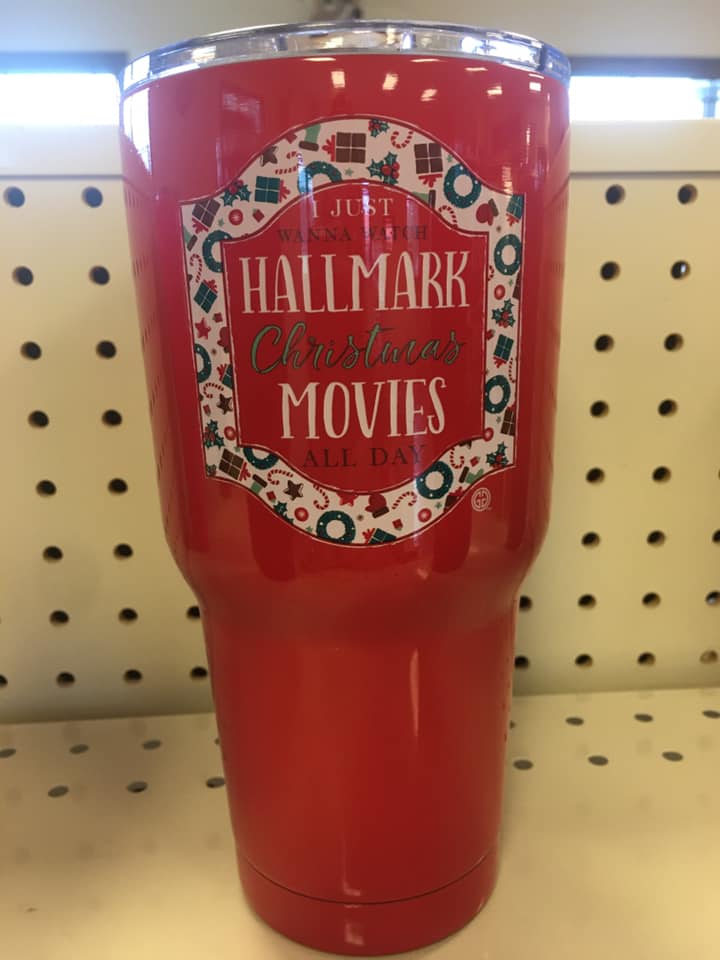 I JUST
WANNA WATCH
HALLMARK
Christmas
MOVIES
ALL DAY